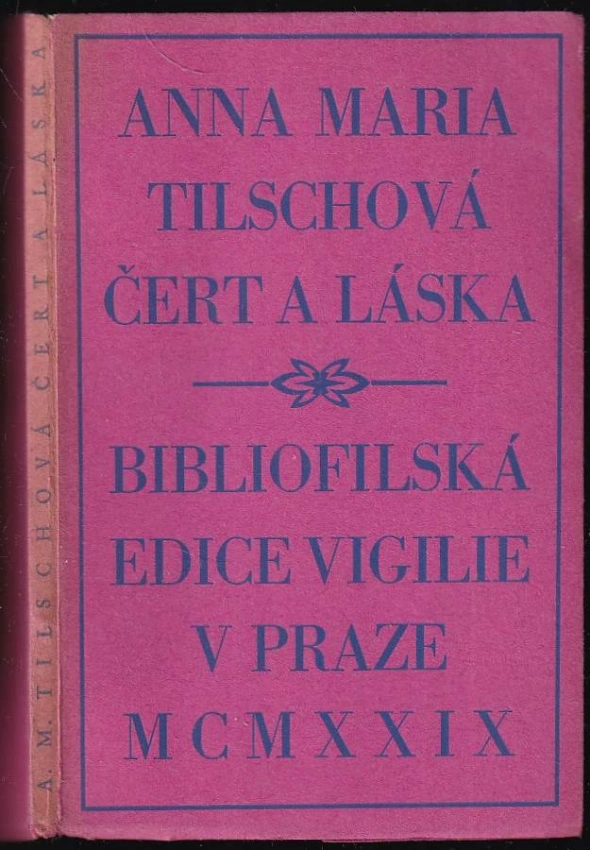 ANNA MARIA
TILSCHOVÁ
ČERT A LÁSKA
BIBLIOFILSKÁ
EDICE VIGILIE
V PRAZE
MCMXXIX
A. M. TILSCHOVÁ ČERT A LÁSKA